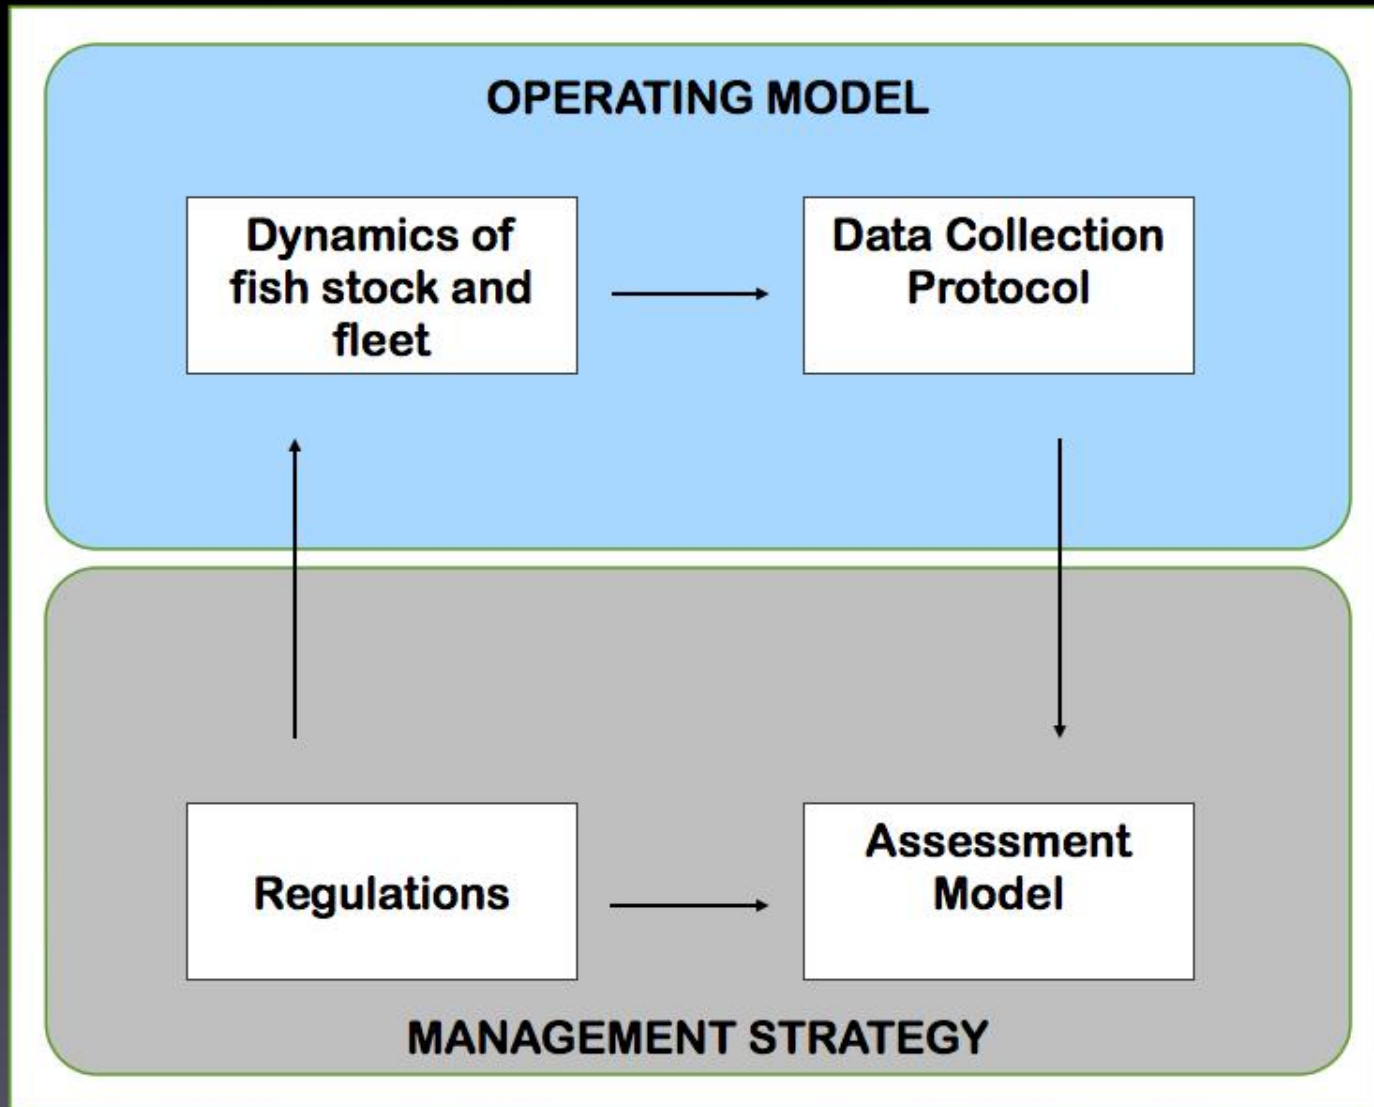 OPERATING MODEL
Dynamics of
fish stock and
fleet
Data Collection
Protocol
Regulations
Assessment
Model
MANAGEMENT STRATEGY